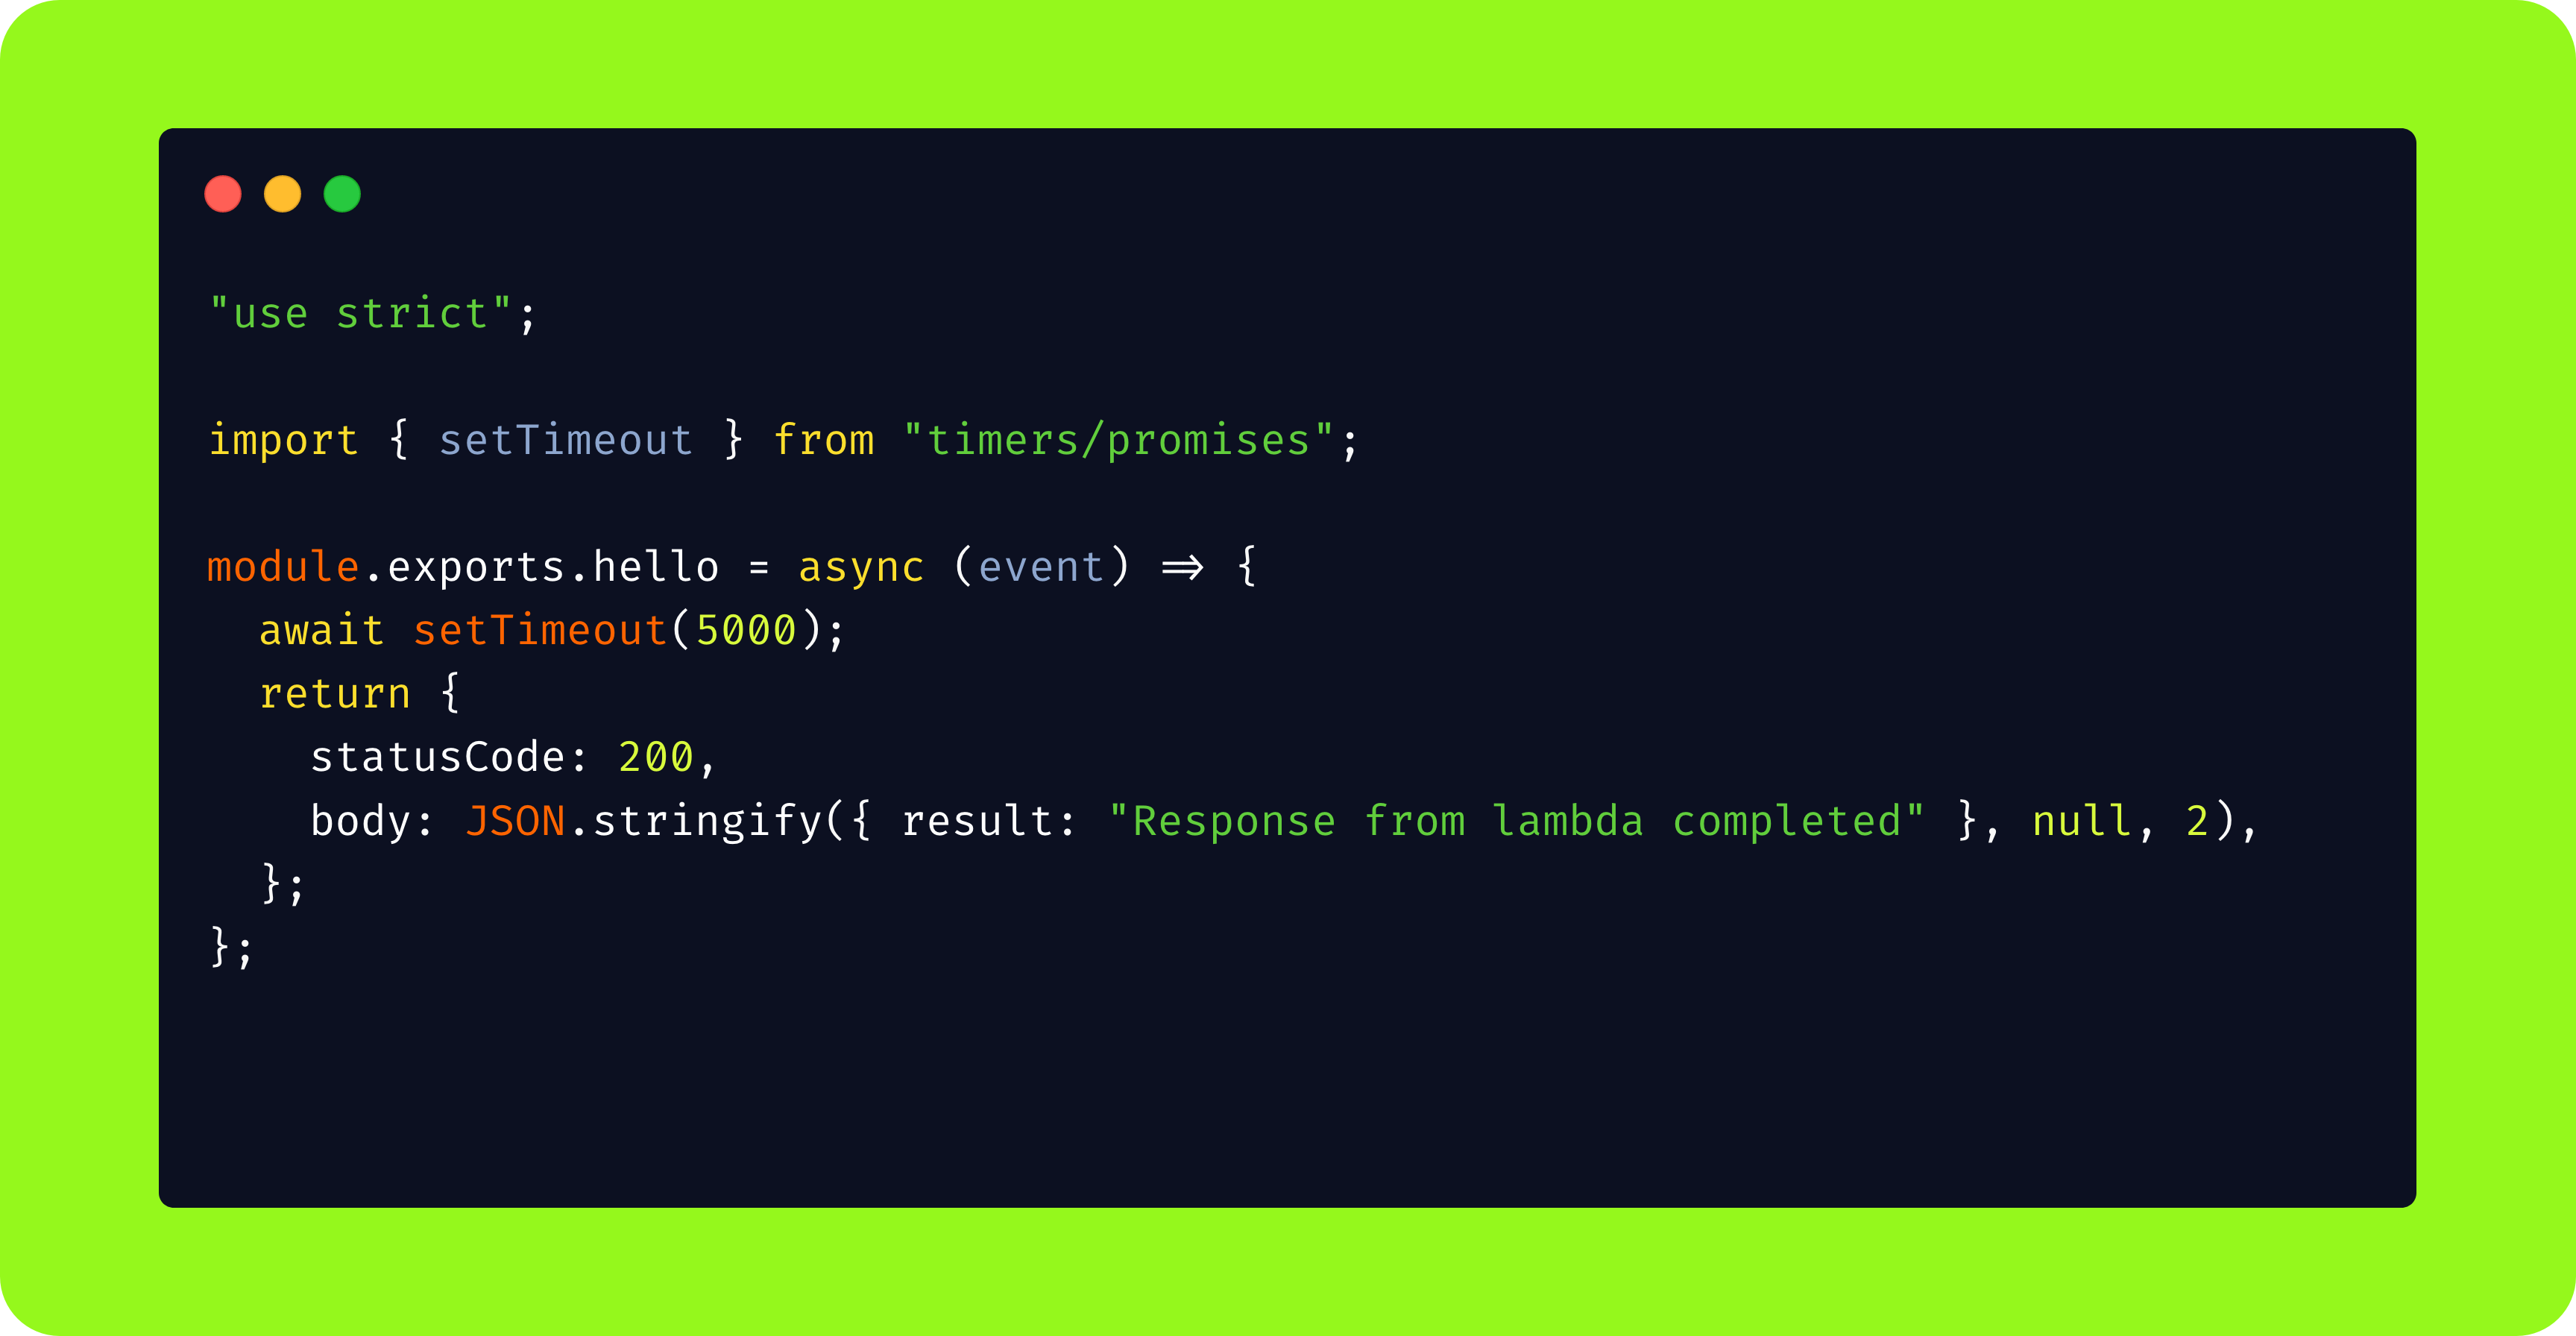 "use strict";
import { setTimeout } from "timers/promises";
module.exports.hello = async (event) => {
  await setTimeout(5000);
  return {
    statusCode: 200,
    body: JSON.stringify({ result: "Response from lambda completed" }, null, 2),
  };
};